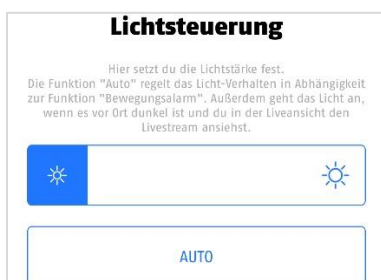 Lichtsteuerung
Hier setzt du die Lichtstärke fest.
Die Funktion "Auto" regelt das Licht-Verhalten in Abhängigkeit
zur Funktion "Bewegungsalarm". Außerdem geht das Licht an,
wenn es vor Ort dunkel ist und du in der Liveansicht den
Livestream ansiehst.
AUTO